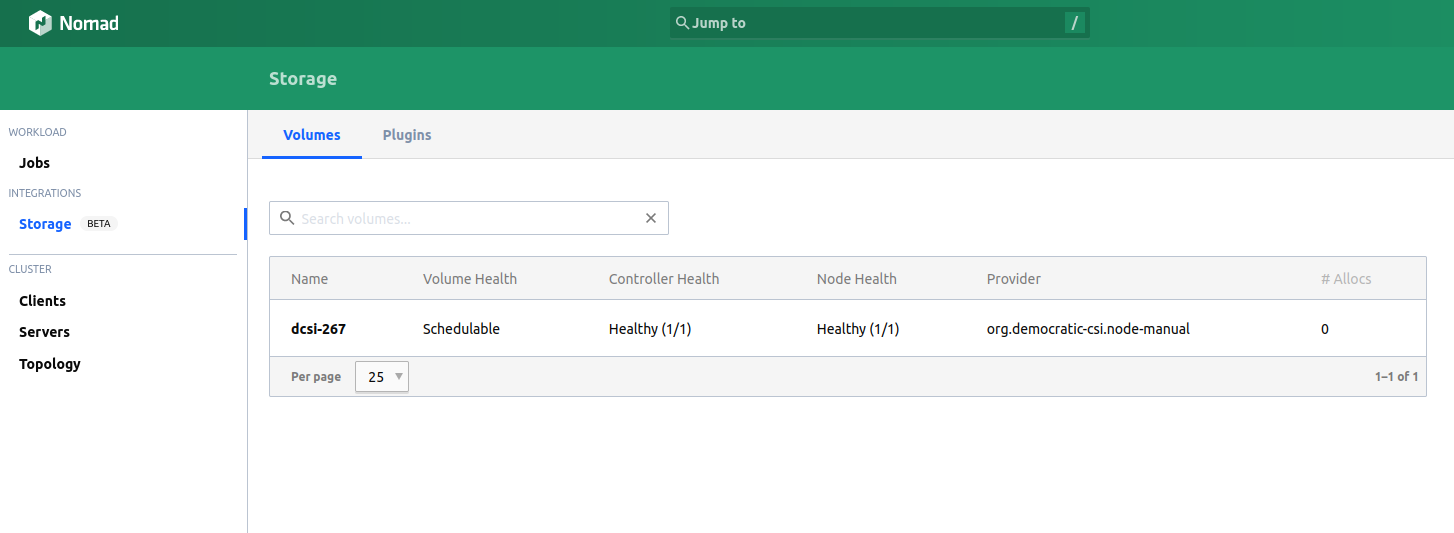 Nomad
Jump to /
Storage
WORKLOAD
Jobs
INTEGRATIONS
Storage BETA
CLUSTER
Clients
Servers
Topology
Volumes Plugins
Search volumes...
Name Volume Health Controller Health Node Health Provider # Allocs
dcsi-267 Schedulable Healthy (1/1) Healthy (1/1) org.democratic-csi.node-manual 0
Per page 25 1–1 of 1